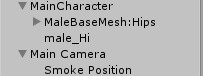 MainCharacter
MaleBaseMesh:Hips
male_Hi
Main Camera
Smoke Position